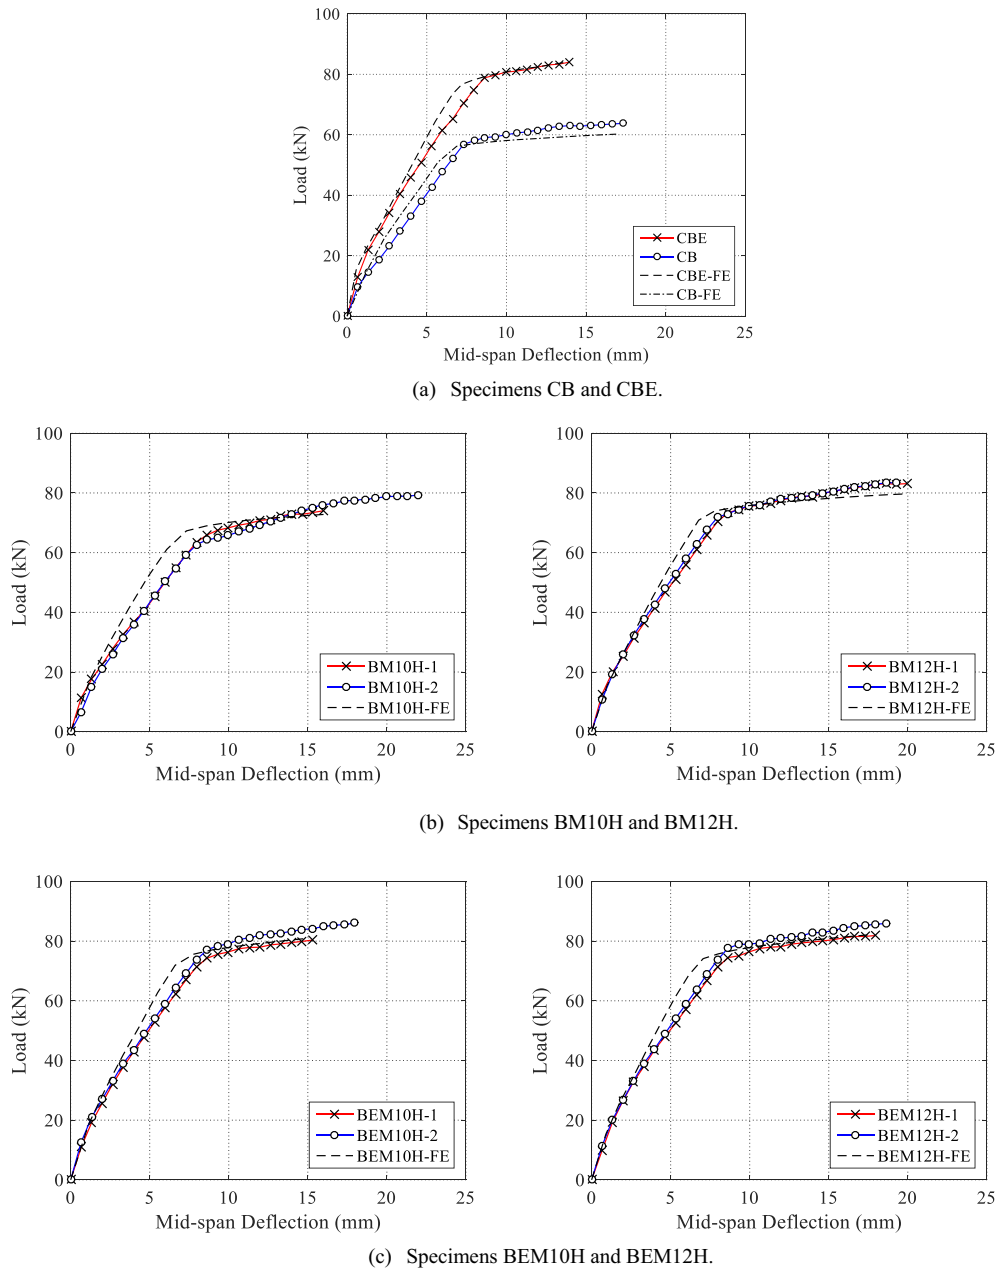 100
80
60
40
20
0
Load (kN)
CBE
CB
CBE-FE
CB-FE
0 5 10 15 20 25
Mid-span Deflection (mm)
(a) Specimens CB and CBE.
100
80
60
40
20
0
Load (kN)
BM10H-1
BM10H-2
BM10H-FE
0 5 10 15 20 25
Mid-span Deflection (mm)
100
80
60
40
20
0
Load (kN)
BM12H-1
BM12H-2
BM12H-FE
0 5 10 15 20 25
Mid-span Deflection (mm)
(b) Specimens BM10H and BM12H.
100
80
60
40
20
0
Load (kN)
BEM10H-1
BEM10H-2
BEM10H-FE
0 5 10 15 20 25
Mid-span Deflection (mm)
100
80
60
40
20
0
Load (kN)
BEM12H-1
BEM12H-2
BEM12H-FE
0 5 10 15 20 25
Mid-span Deflection (mm)
(c) Specimens BEM10H and BEM12H.